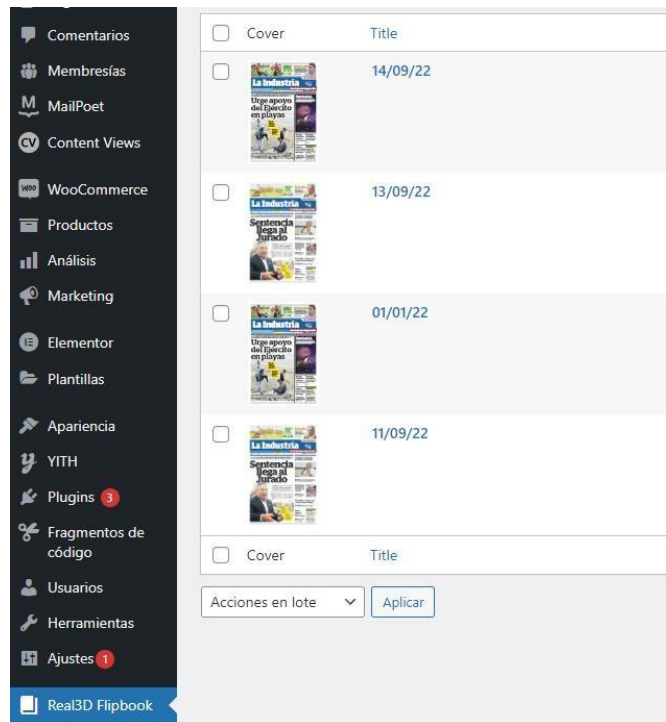 Comentarios
Membresías
MailPoet
Content Views
WooCommerce
Productos
Análisis
Marketing
Elementor
Plantillas
Apariencia
YITH
Plugins 3
Fragmentos de
código
Usuarios
Herramientas
Ajustes 1
Real3D Flipbook
Cover Title
La Industria
Urge apoyo
del Ejército
en playas
14/09/22
La Industria
Sentencia
llega al
Jurado
13/09/22
La Industria
Urge apoyo
del Ejército
en playas
01/01/22
La Industria
Sentencia
llega al
Jurado
11/09/22
Cover Title
Acciones en lote Aplicar